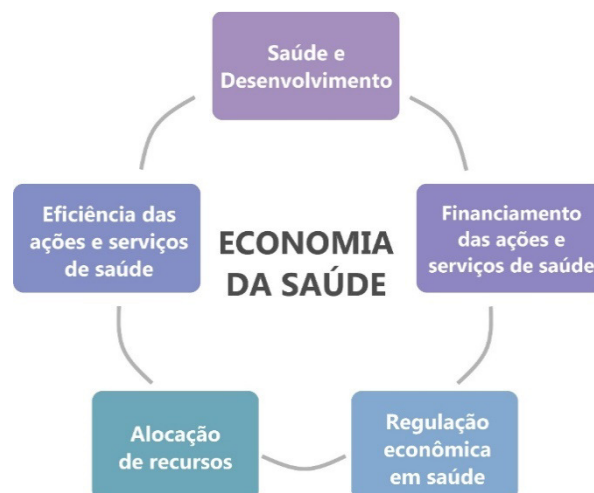 Saúde e
Desenvolvimento
Eficiência das
ações e serviços
de saúde
ECONOMIA
DA SAÚDE
Financiamento
das ações e
serviços de saúde
Alocação
de recursos
Regulação
econômica
em saúde